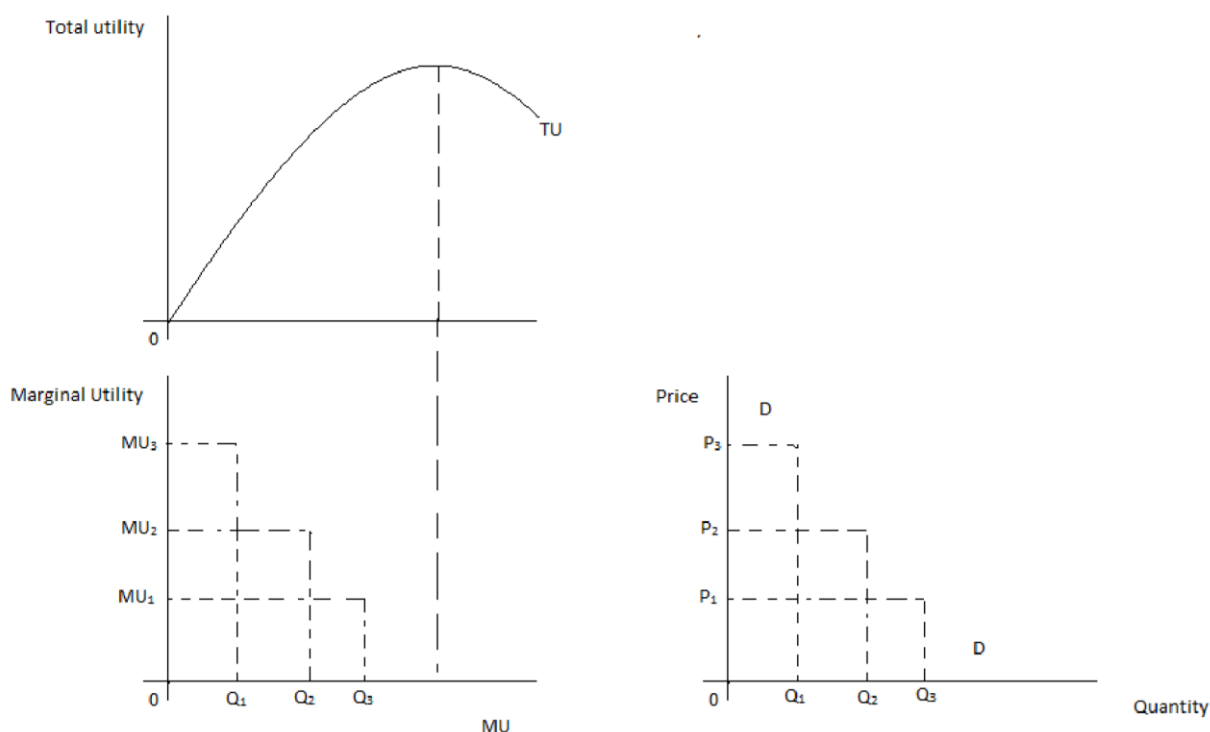 Total utility
TU
0
Marginal Utility
MU₃
MU₂
MU₁
0
Q₁
Q₂
Q₃
MU
Price
D
P₃
P₂
P₁
D
0
Q₁
Q₂
Q₃
Quantity